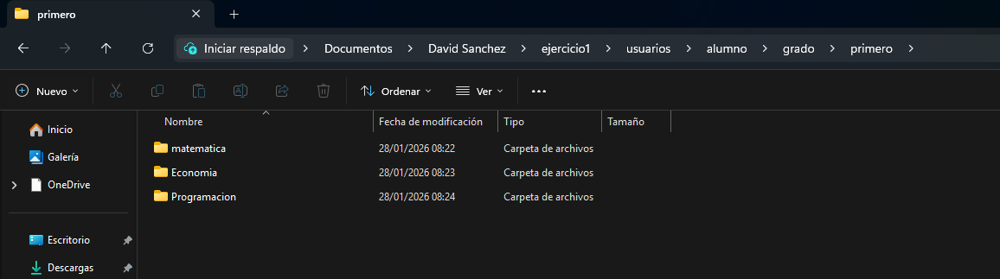 primero
Iniciar respaldo > Documentos > David Sanchez > ejercicio1 > usuarios > alumno > grado > primero >
Nuevo Ordenar Ver ...
Nombre Fecha de modificación Tipo Tamaño
Inicio
Galería
OneDrive
Escritorio
Descargas
matematica 28/01/2026 08:22 Carpeta de archivos
Economia 28/01/2026 08:23 Carpeta de archivos
Programacion 28/01/2026 08:24 Carpeta de archivos